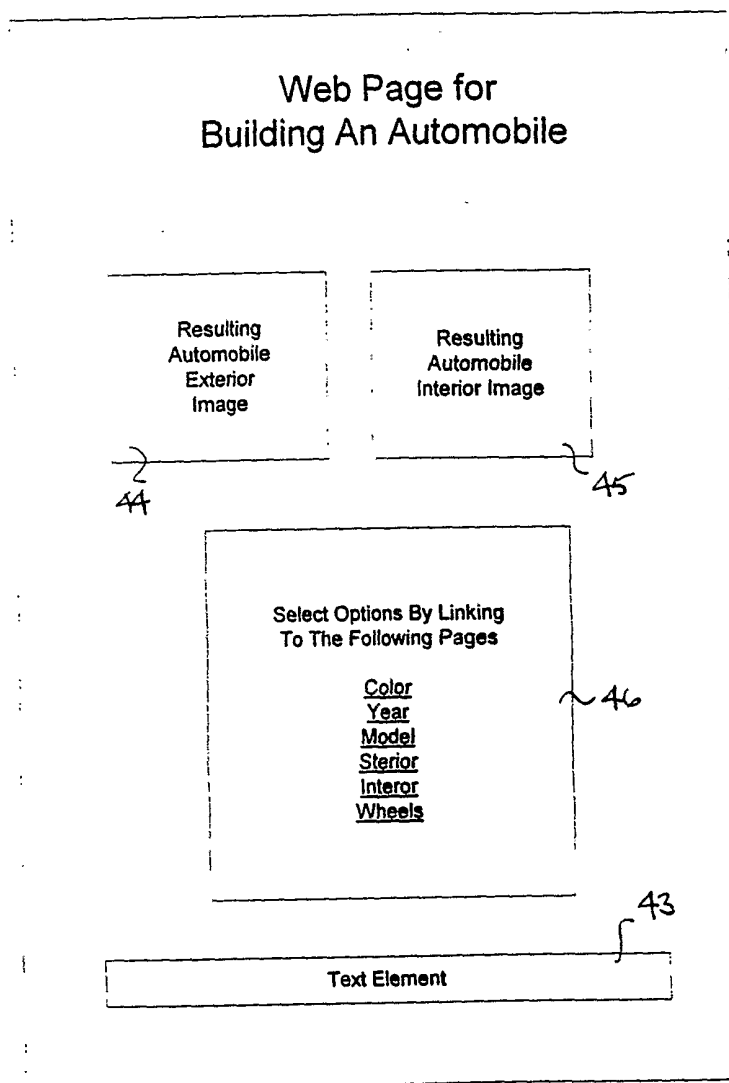 Web Page for
Building An Automobile
Resulting
Automobile
Exterior
Image
44
Resulting
Automobile
Interior Image
45
Select Options By Linking
To The Following Pages
Color
Year
Model
Sterior
Interor
Wheels
46
43
Text Element